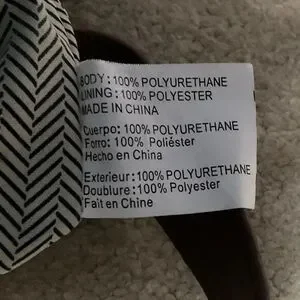 BODY: 100% POLYURETHANE
LINING: 100% POLYESTER
MADE IN CHINA
Cuerpo: 100% POLYURETHANE
Forro: 100% Poliéster
Hecho en China
Exterieur:100% POLYURETHANE
Doublure :100% Polyester
Fait en Chine